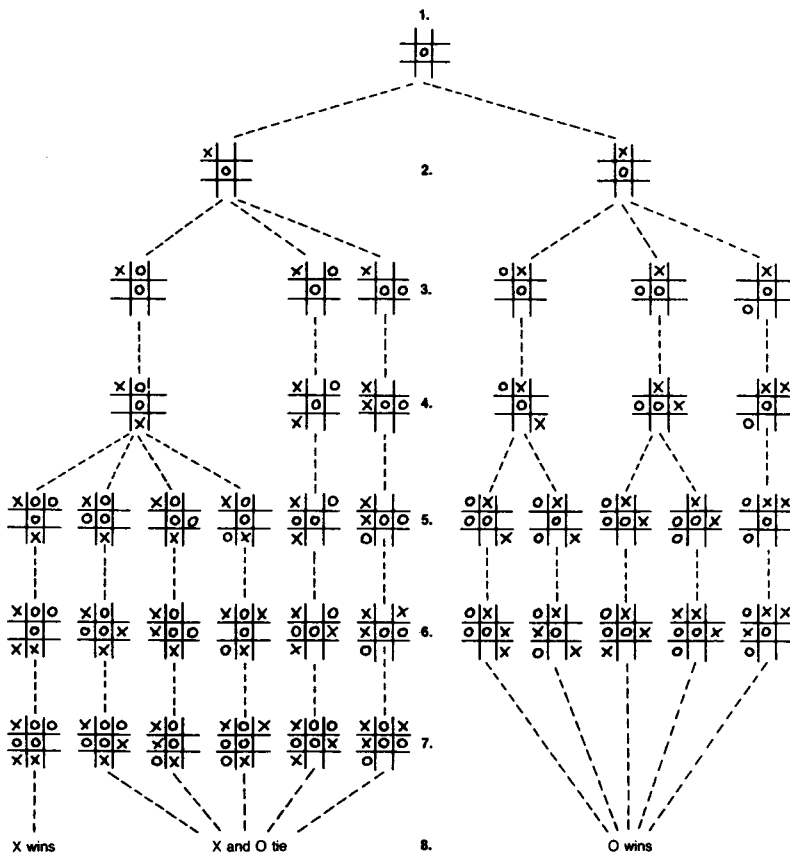 1.
2.
3.
4.
5.
6.
7.
X wins
X and O tie
8.
O wins